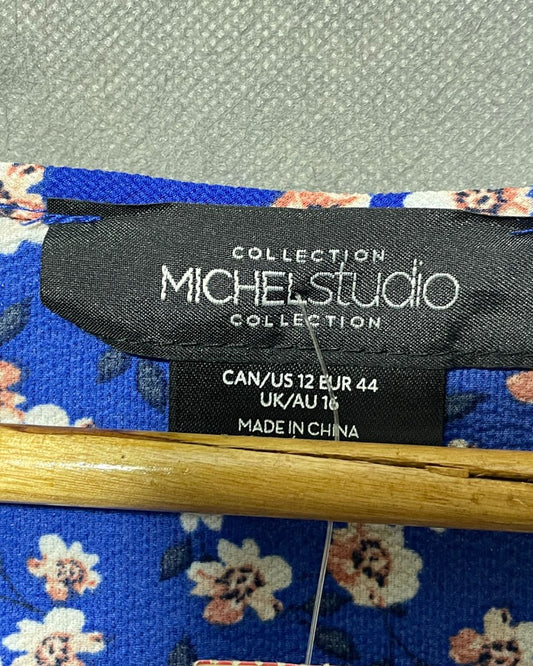 COLLECTION
MICHELstudio
COLLECTION
CAN/US 12 EUR 44
UK/AU 16
MADE IN CHINA